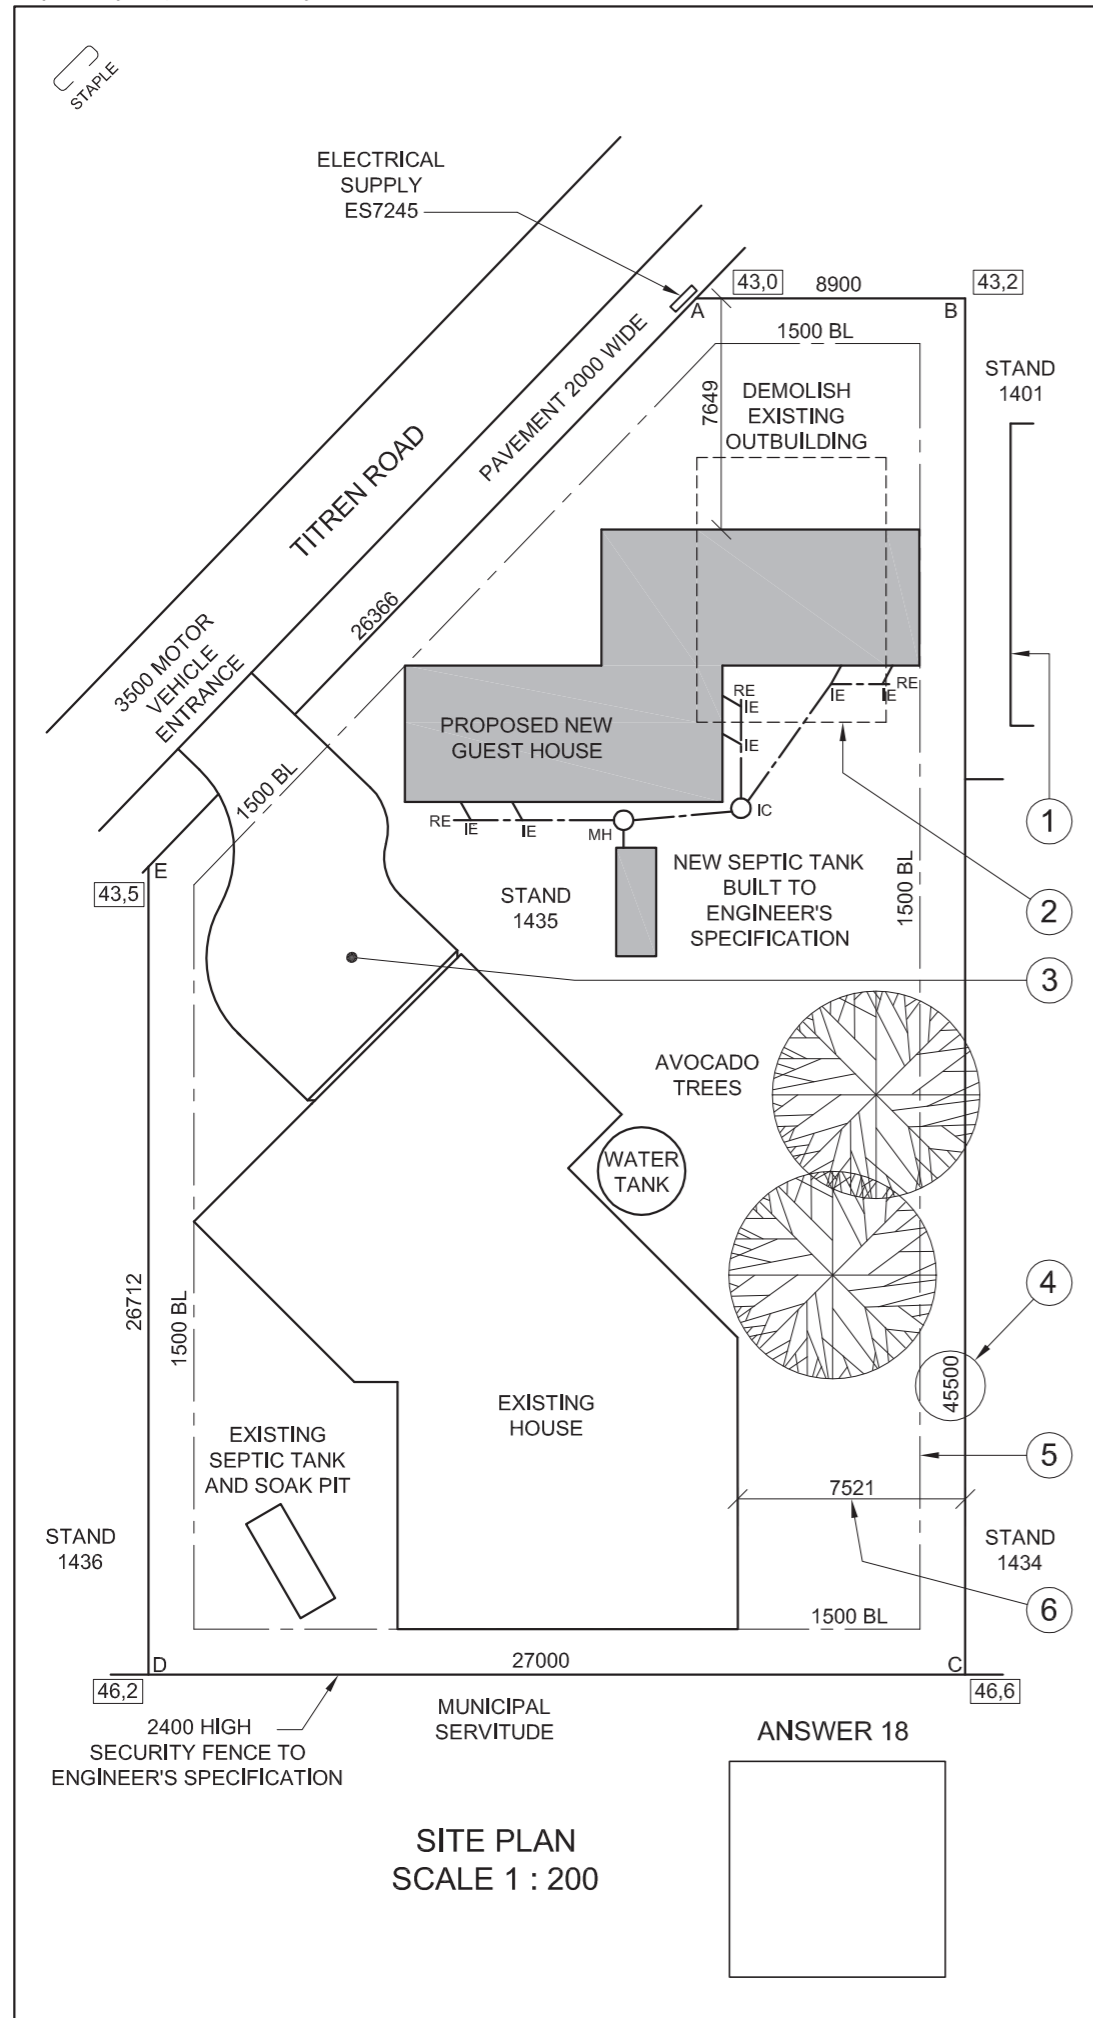 STAPLE
ELECTRICAL
SUPPLY
ES7245
43,0
8900
43,2
A
B
1500 BL
STAND
1401
PAVEMENT 2000 WIDE
7649
DEMOLISH
EXISTING
OUTBUILDING
TITREN ROAD
26366
3500 MOTOR
VEHICLE
ENTRANCE
1500 BL
PROPOSED NEW
GUEST HOUSE
RE
IE
IE
IE
IE
RE
RE
IE
IE
MH
IC
1
E
43,5
STAND
1435
NEW SEPTIC TANK
BUILT TO
ENGINEER'S
SPECIFICATION
1500 BL
2
3
AVOCADO
TREES
WATER
TANK
26712
1500 BL
4
45500
EXISTING
HOUSE
EXISTING
SEPTIC TANK
AND SOAK PIT
5
7521
STAND
1436
STAND
1434
1500 BL
6
D
27000
C
46,2
46,6
MUNICIPAL
SERVITUDE
2400 HIGH
SECURITY FENCE TO
ENGINEER'S SPECIFICATION
ANSWER 18
SITE PLAN
SCALE 1 : 200